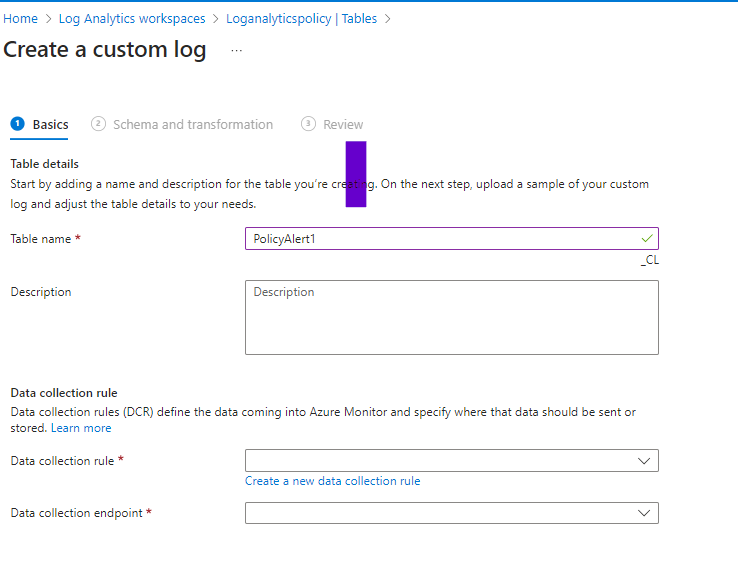 Home > Log Analytics workspaces > Loganalyticspolicy | Tables >
Create a custom log ...
1 Basics 2 Schema and transformation 3 Review
Table details
Start by adding a name and description for the table you're creating. On the next step, upload a sample of your custom
log and adjust the table details to your needs.
Table name * PolicyAlert1
_CL
Description Description
Data collection rule
Data collection rules (DCR) define the data coming into Azure Monitor and specify where that data should be sent or
stored. Learn more
Data collection rule *
Create a new data collection rule
Data collection endpoint *